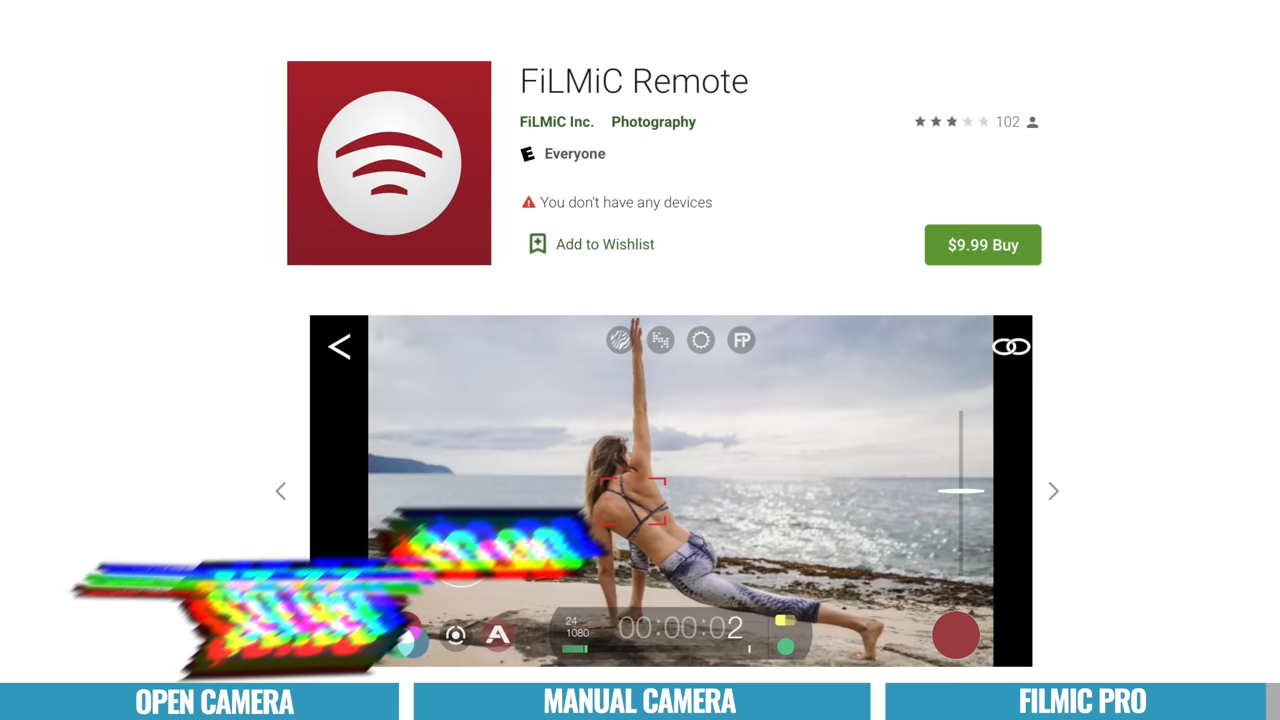 FiLMiC Remote
FiLMiC Inc. Photography
102
E Everyone
You don't have any devices
Add to Wishlist
$9.99 Buy
FP
24
1080
00:00:02
A
OPEN CAMERA
MANUAL CAMERA
FILMIC PRO